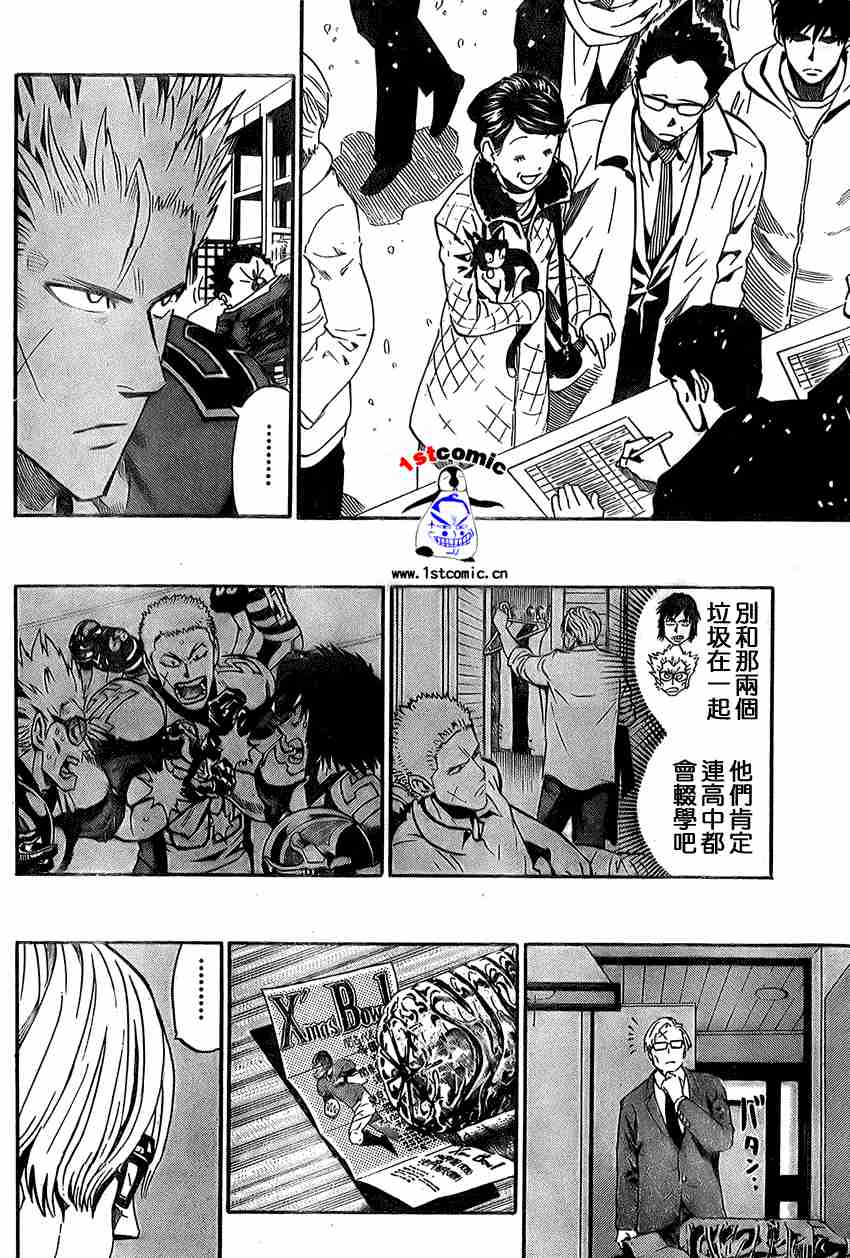 …………
1stcomic
www.1stcomic.cn
別和那兩個
垃圾在一起
他們肯定
連高中都
會輟學吧
バタン
X'mas Bowl
…………